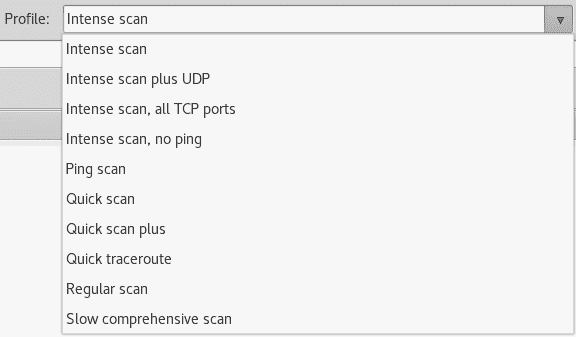 Profile: Intense scan
Intense scan
Intense scan plus UDP
Intense scan, all TCP ports
Intense scan, no ping
Ping scan
Quick scan
Quick scan plus
Quick traceroute
Regular scan
Slow comprehensive scan